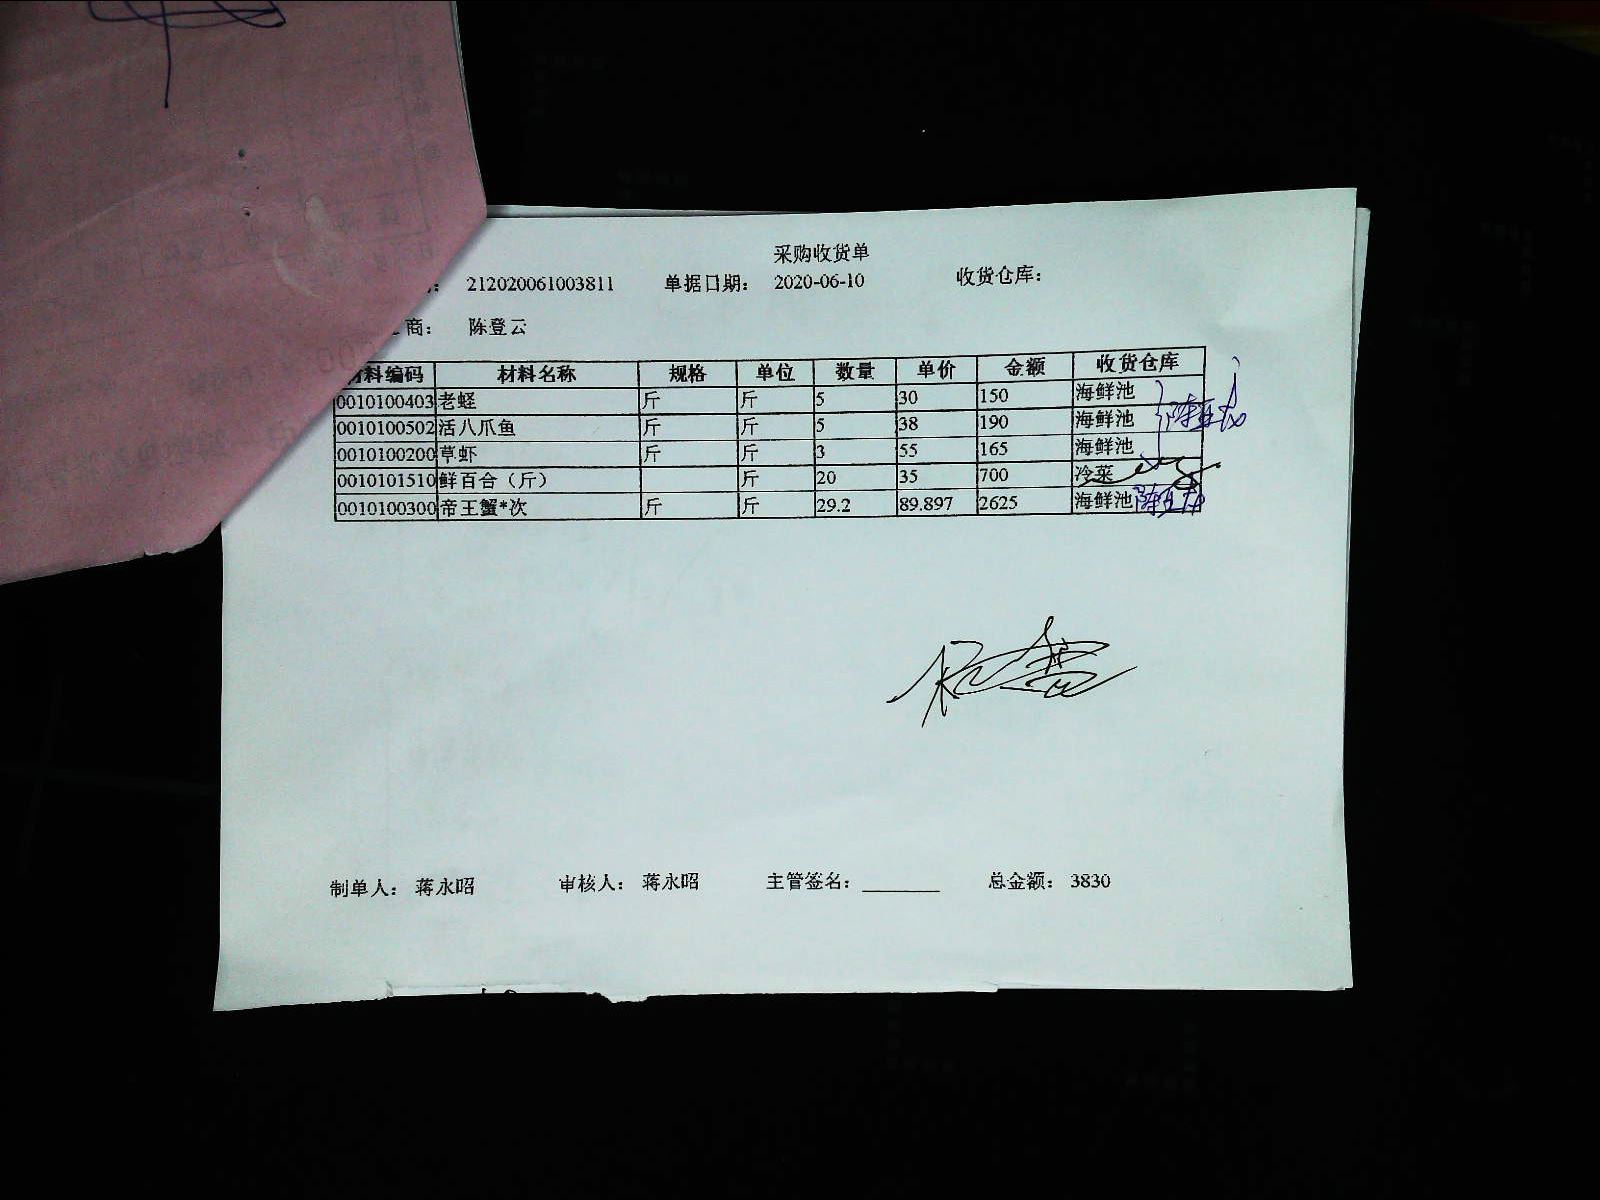 采购收货单
: 212020061003811 单据日期: 2020-06-10 收货仓库:
商: 陈登云
材料编码 材料名称 规格 单位 数量 单价 金额 收货仓库
0010100403 老蛏 斤 斤 5 30 150 海鲜池
0010100502 活八爪鱼 斤 斤 5 38 190 海鲜池
0010100200 草虾 斤 斤 3 55 165 海鲜池
0010101510 鲜百合（斤） 斤 20 35 700 冷菜
0010100300 帝王蟹*次 斤 斤 29.2 89.897 2625 海鲜池
制单人: 蒋永昭 审核人: 蒋永昭 主管签名: 总金额: 3830